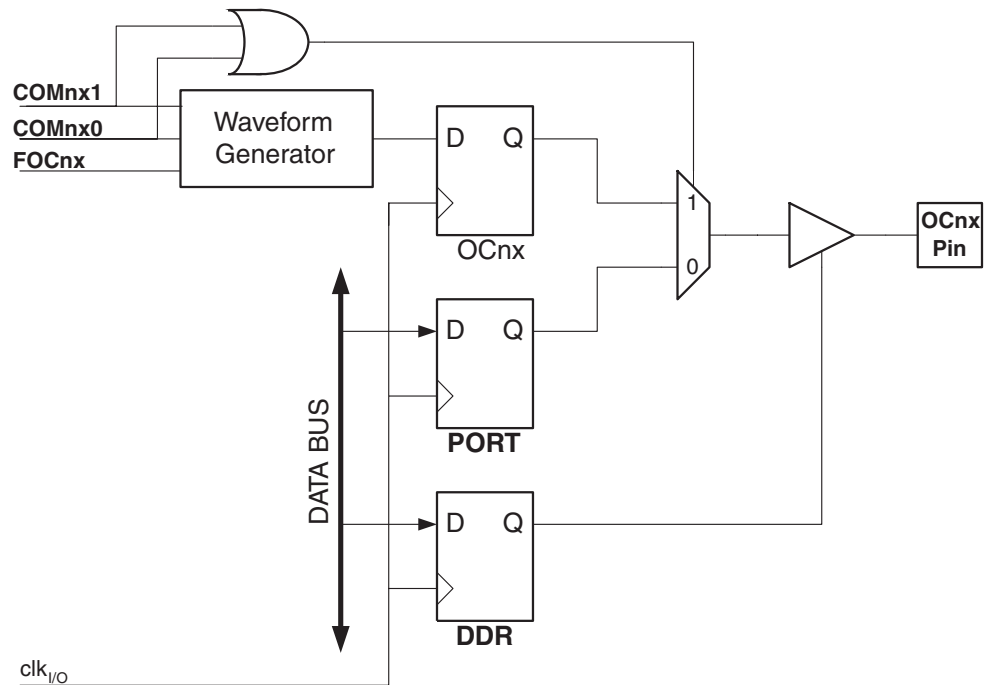 COMnx1
COMnx0
FOCnx
Waveform
Generator
D Q
OCnx
1
0
OCnx
Pin
DATA BUS
D Q
PORT
D Q
DDR
clkI/O